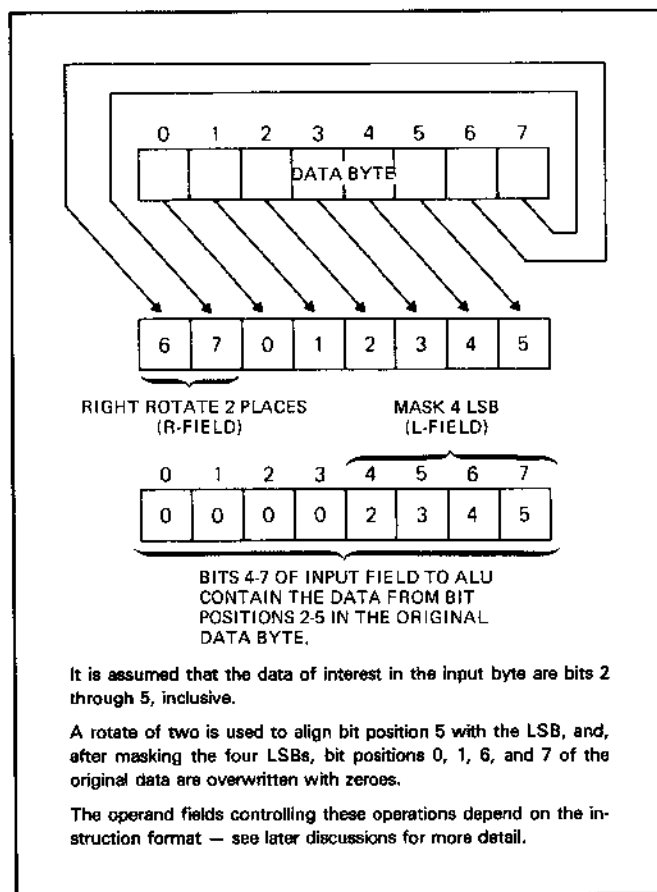 0 1 2 3 4 5 6 7
DATA BYTE
6 7 0 1 2 3 4 5
RIGHT ROTATE 2 PLACES
(R-FIELD)
MASK 4 LSB
(L-FIELD)
0 1 2 3 4 5 6 7
0 0 0 0 2 3 4 5
BITS 4-7 OF INPUT FIELD TO ALU
CONTAIN THE DATA FROM BIT
POSITIONS 2-5 IN THE ORIGINAL
DATA BYTE.
It is assumed that the data of interest in the input byte are bits 2
through 5, inclusive.
A rotate of two is used to align bit position 5 with the LSB, and,
after masking the four LSBs, bit positions 0, 1, 6, and 7 of the
original data are overwritten with zeroes.
The operand fields controlling these operations depend on the in-
struction format — see later discussions for more detail.